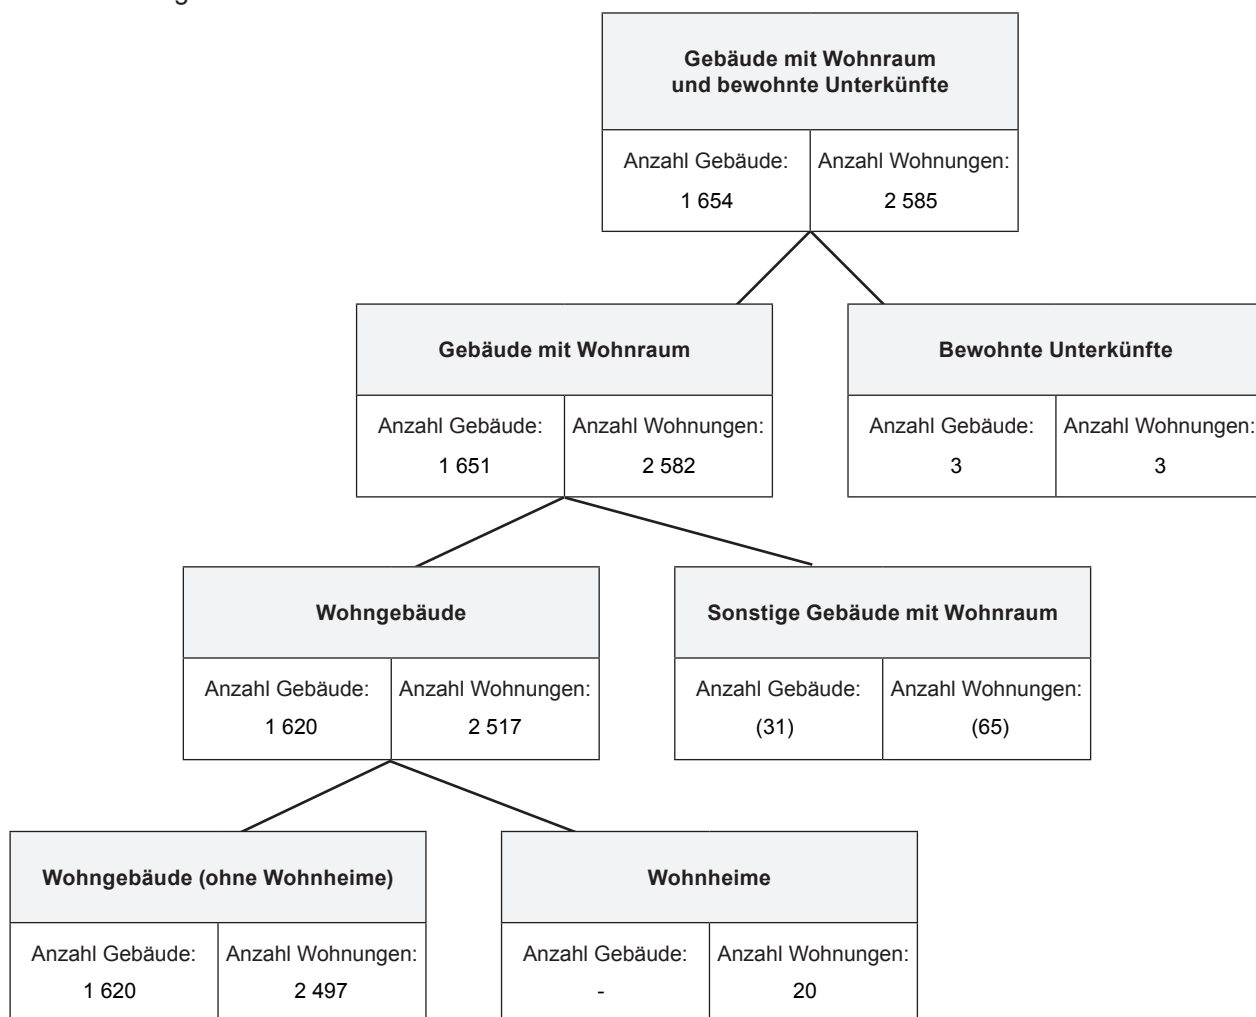 Gebäude mit Wohnraum
und bewohnte Unterkünfte
Anzahl Gebäude: Anzahl Wohnungen:
1 654 2 585
Gebäude mit Wohnraum Bewohnte Unterkünfte
Anzahl Gebäude: Anzahl Wohnungen: Anzahl Gebäude: Anzahl Wohnungen:
1 651 2 582 3 3
Wohngebäude Sonstige Gebäude mit Wohnraum
Anzahl Gebäude: Anzahl Wohnungen: Anzahl Gebäude: Anzahl Wohnungen:
1 620 2 517 (31) (65)
Wohngebäude (ohne Wohnheime) Wohnheime
Anzahl Gebäude: Anzahl Wohnungen: Anzahl Gebäude: Anzahl Wohnungen:
1 620 2 497 - 20